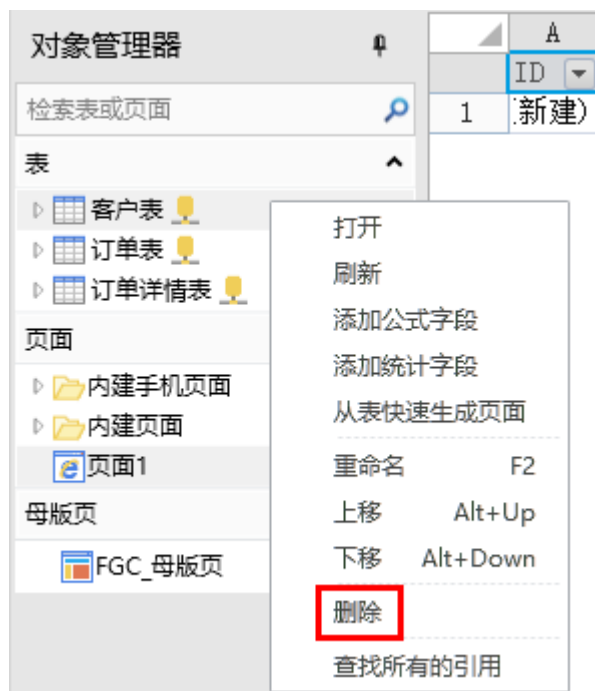 对象管理器
A
ID
检索表或页面
1
新建)
表
客户表
订单表
订单详情表
页面
内建手机页面
内建页面
页面1
母版页
FGC_母版页
打开
刷新
添加公式字段
添加统计字段
从表快速生成页面
重命名 F2
上移 Alt+Up
下移 Alt+Down
删除
查找所有的引用